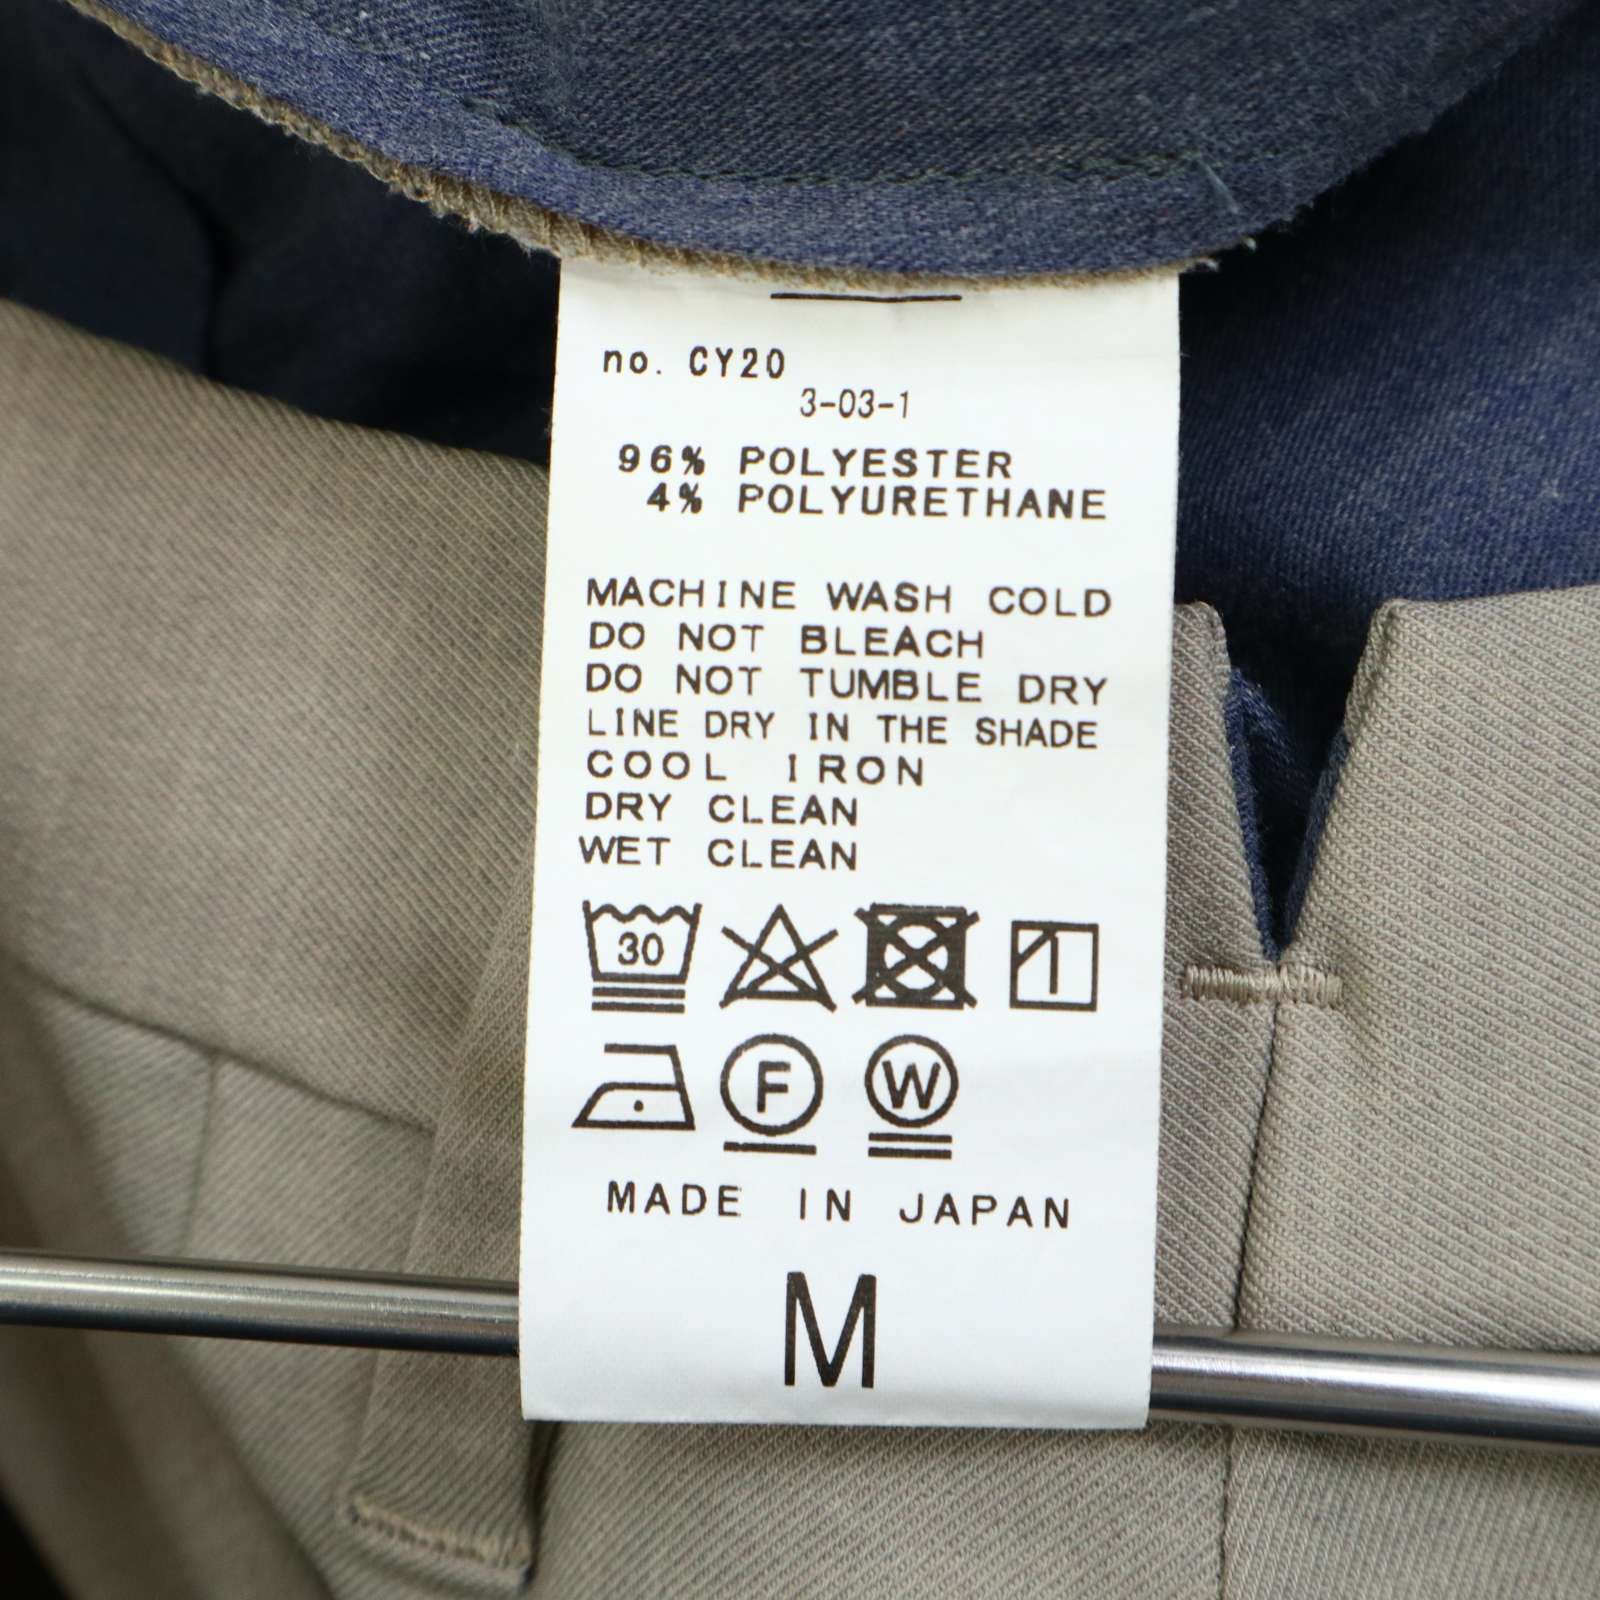 no. CY20
3-03-1
96% POLYESTER
4% POLYURETHANE
MACHINE WASH COLD
DO NOT BLEACH
DO NOT TUMBLE DRY
LINE DRY IN THE SHADE
COOL IRON
DRY CLEAN
WET CLEAN
30
F W
MADE IN JAPAN
M